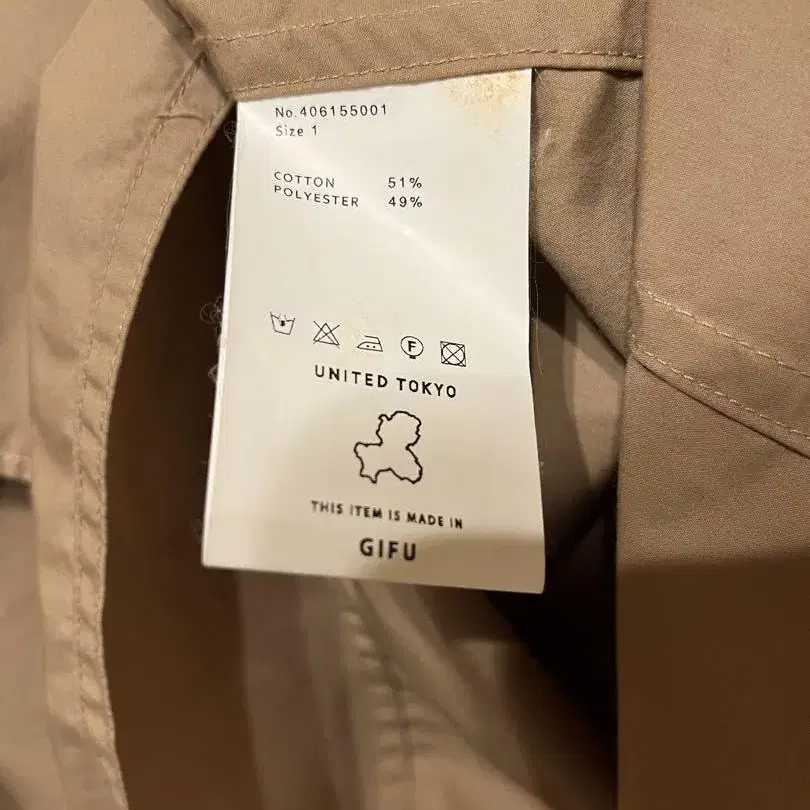 No.406155001
Size 1
COTTON 51%
POLYESTER 49%
F
UNITED TOKYO
THIS ITEM IS MADE IN
GIFU